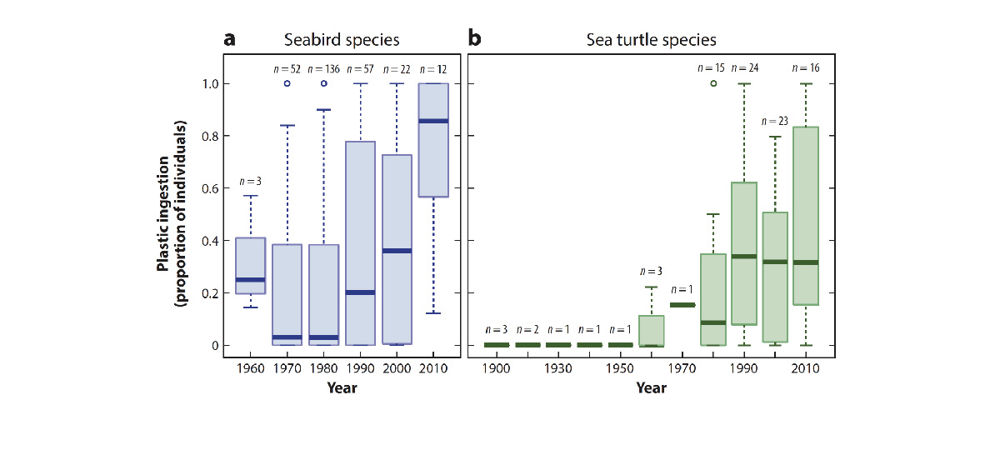 a Seabird species
b Sea turtle species
n = 52 n = 136 n = 57 n = 22 n = 12
n = 3
n = 15 n = 24
n = 16
n = 23
n = 3
n = 1
n = 3 n = 2 n = 1 n = 1 n = 1
Plastic ingestion
(proportion of individuals)
1.0
0.8
0.6
0.4
0.2
0
1960 1970 1980 1990 2000 2010
Year
1900 1930 1950 1970 1990 2010
Year